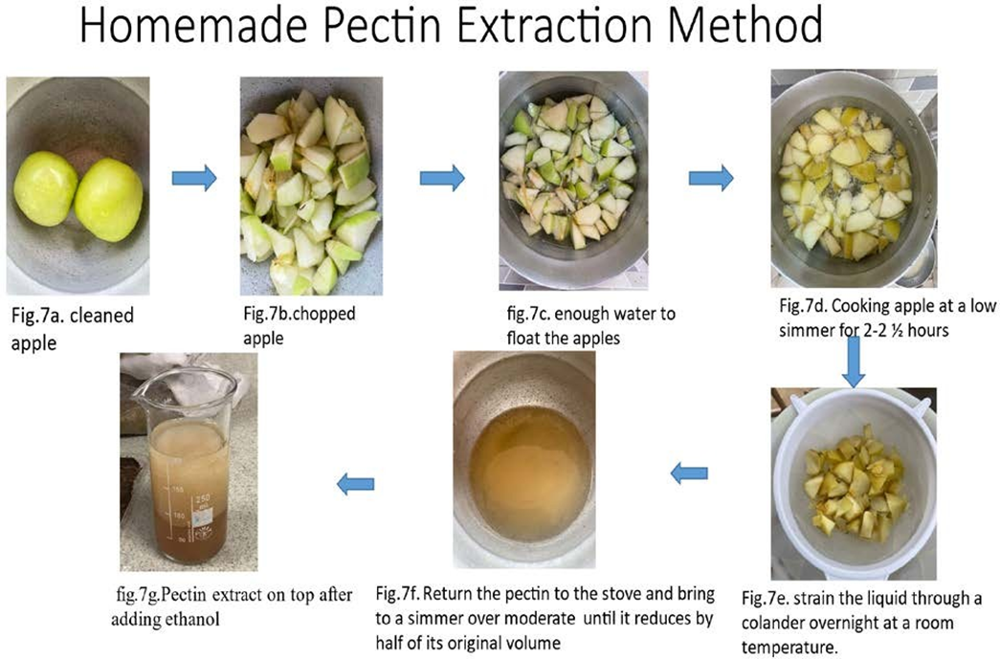 Homemade Pectin Extraction Method
Fig.7a. cleaned
apple
Fig.7b.chopped
apple
fig.7c. enough water to
float the apples
Fig.7d. Cooking apple at a low
simmer for 2-2 ½ hours
Fig.7e. strain the liquid through a
colander overnight at a room
temperature.
Fig.7f. Return the pectin to the stove and bring
to a simmer over moderate until it reduces by
half of its original volume
fig.7g.Pectin extract on top after
adding ethanol
250